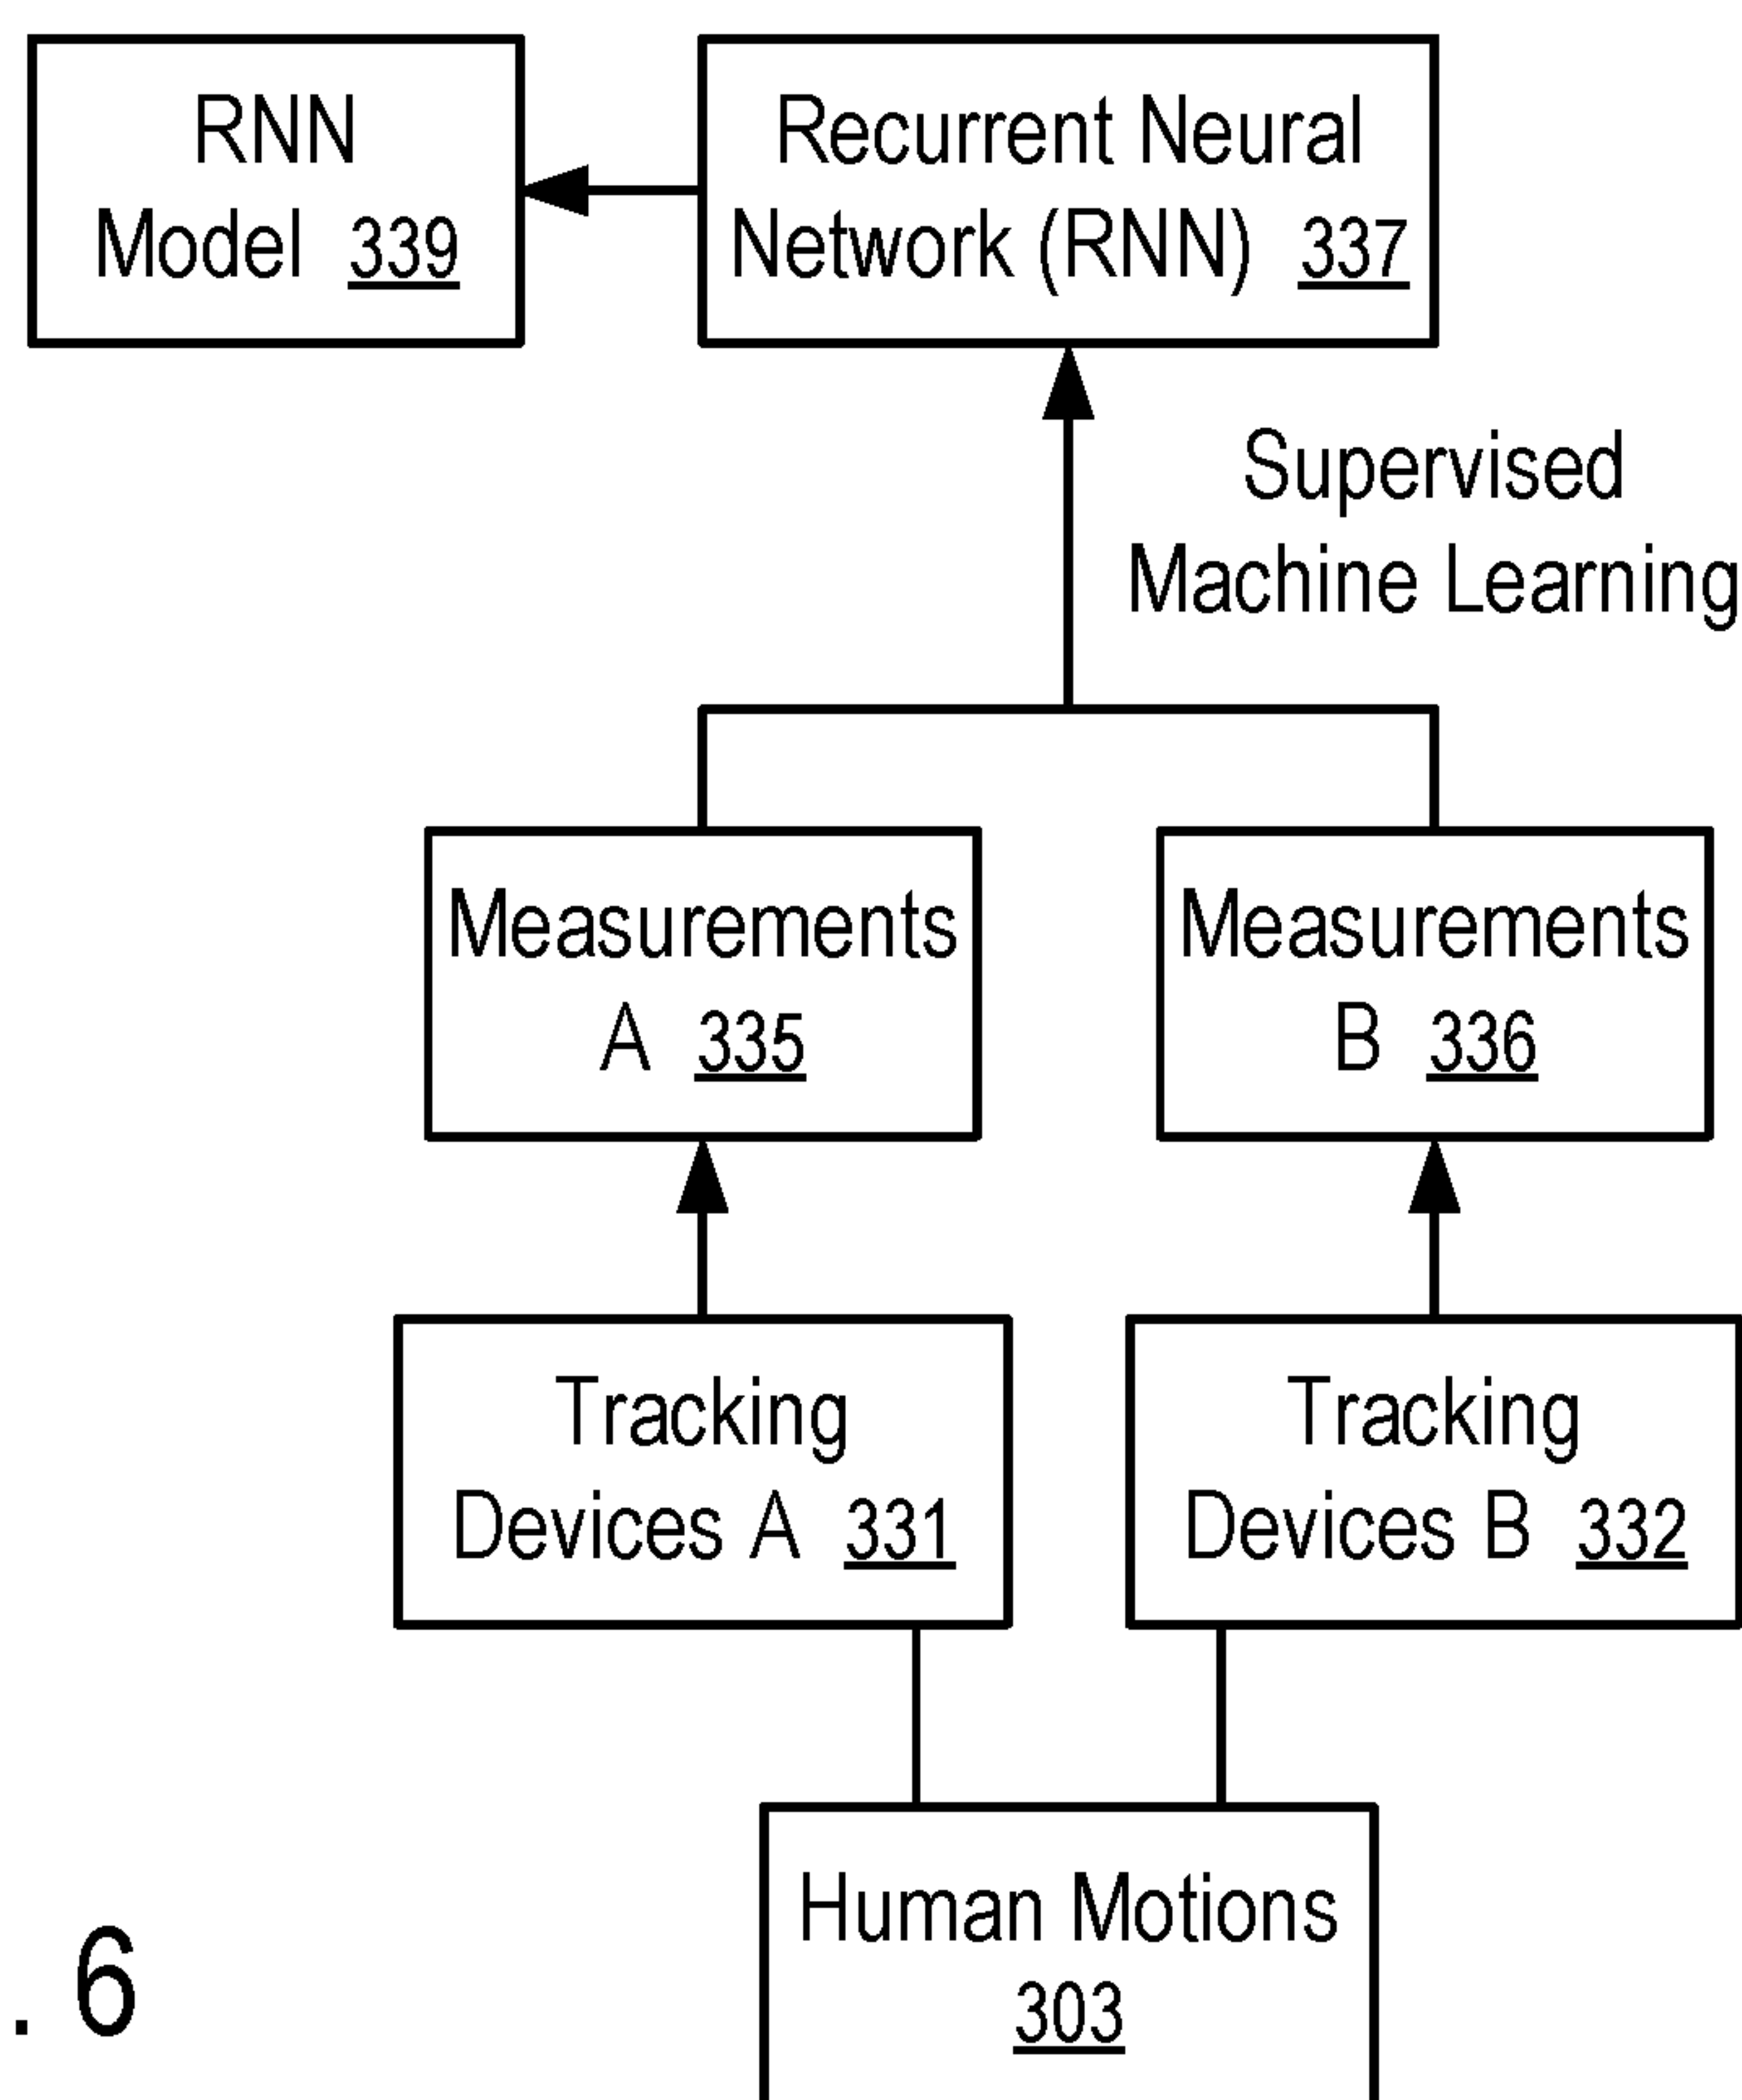 RNN
Model 339
Recurrent Neural
Network (RNN) 337
Supervised
Machine Learning
Measurements
A 335
Measurements
B 336
Tracking
Devices A 331
Tracking
Devices B 332
Human Motions
303
. 6